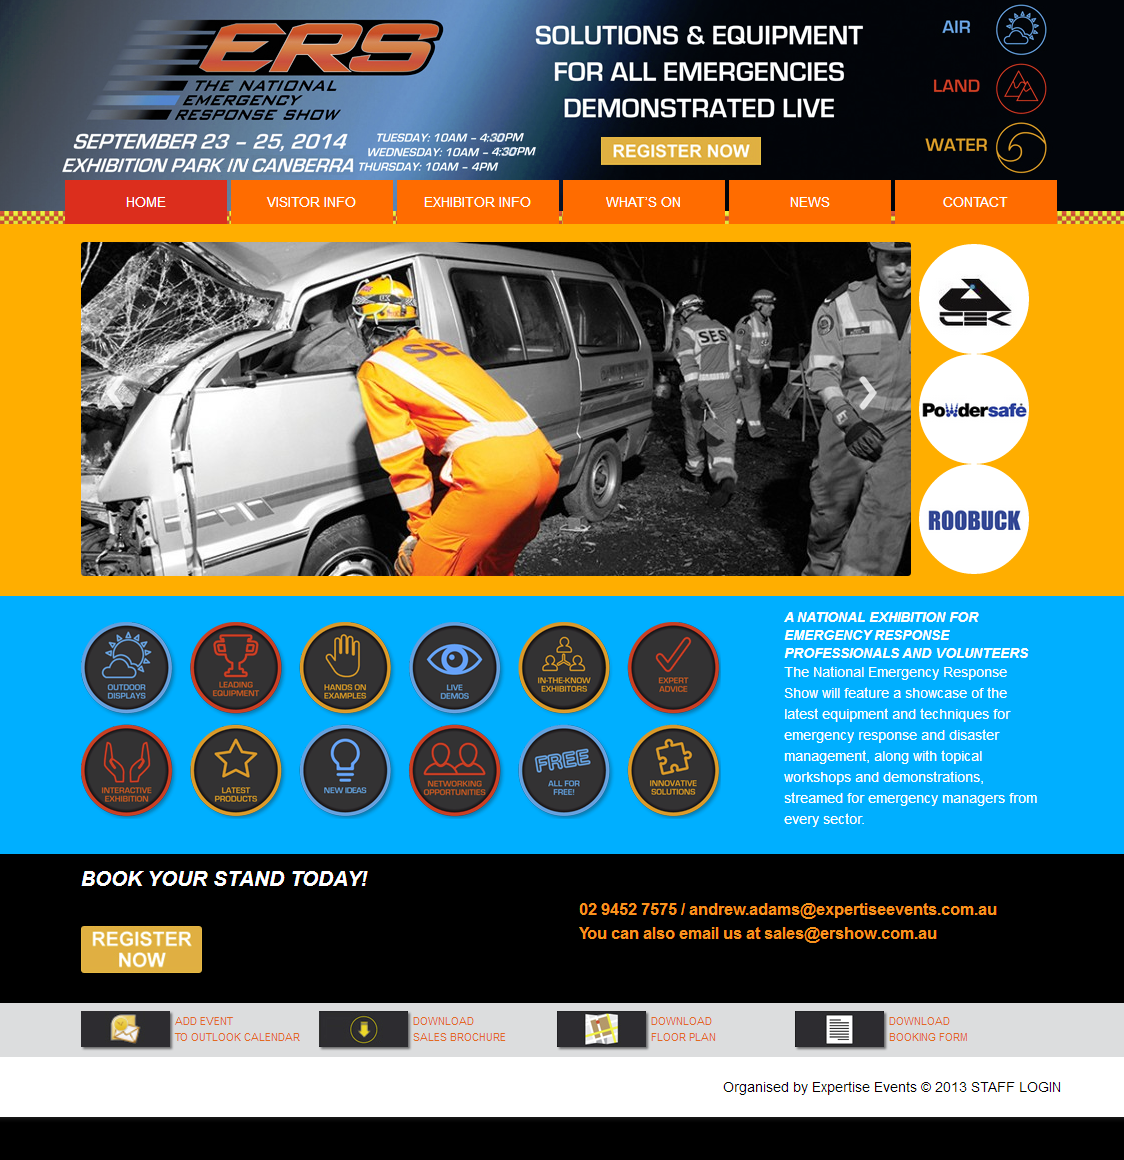 ERS
THE NATIONAL
EMERGENCY
RESPONSE SHOW
SEPTEMBER 23 - 25, 2014
EXHIBITION PARK IN CANBERRA
TUESDAY: 10AM - 4:30PM
WEDNESDAY: 10AM - 4:30PM
THURSDAY: 10AM - 4PM
SOLUTIONS & EQUIPMENT
FOR ALL EMERGENCIES
DEMONSTRATED LIVE
REGISTER NOW
AIR
LAND
WATER
HOME
VISITOR INFO
EXHIBITOR INFO
WHAT'S ON
NEWS
CONTACT
SES
SES
Powdersafe
ROOBUCK
OUTDOOR
DISPLAYS
LEADING
EQUIPMENT
HANDS ON
EXAMPLES
LIVE
DEMOS
IN-THE-KNOW
EXHIBITORS
EXPERT
ADVICE
INTERACTIVE
EXHIBITION
LATEST
PRODUCTS
NEW IDEAS
NETWORKING
OPPORTUNITIES
FREE
ALL FOR
FREE!
INNOVATIVE
SOLUTIONS
A NATIONAL EXHIBITION FOR
EMERGENCY RESPONSE
PROFESSIONALS AND VOLUNTEERS
The National Emergency Response
Show will feature a showcase of the
latest equipment and techniques for
emergency response and disaster
management, along with topical
workshops and demonstrations,
streamed for emergency managers from
every sector.
BOOK YOUR STAND TODAY!
REGISTER
NOW
02 9452 7575 / andrew.adams@expertiseevents.com.au
You can also email us at sales@ershow.com.au
ADD EVENT
TO OUTLOOK CALENDAR
DOWNLOAD
SALES BROCHURE
DOWNLOAD
FLOOR PLAN
DOWNLOAD
BOOKING FORM
Organised by Expertise Events © 2013 STAFF LOGIN